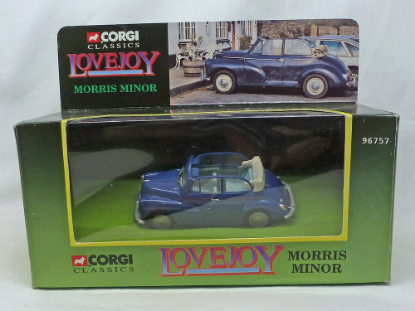 CORGI
CLASSICS
LOVEJOY
MORRIS MINOR
96757
CORGI
CLASSICS
LOVEJOY
MORRIS
MINOR